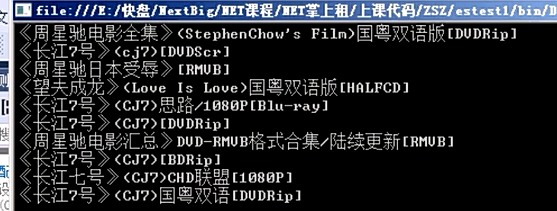 file:///E:/快盘/NextBig/NET课程/NET掌上租/上课代码/ZSZ/estest1/bin/D
《周星驰电影全集》(StephenChow's Film)国粤双语版[DVDRip]
《长江7号》(cj7)[DVDScr]
《周星驰日本受辱》[RMVB]
《望夫成龙》(Love Is Love)国粤双语版[HALFCD]
《长江7号》(CJ7)思路/1080P[Blu-ray]
《长江7号》(CJ7)[DVDRip]
《周星驰电影汇总》DVD-RMVB格式合集/陆续更新[RMVB]
《长江7号》(CJ7)[BDRip]
《长江七号》(CJ7)CHD联盟[1080P]
《长江7号》(CJ7)国粤双语[DVDRip]